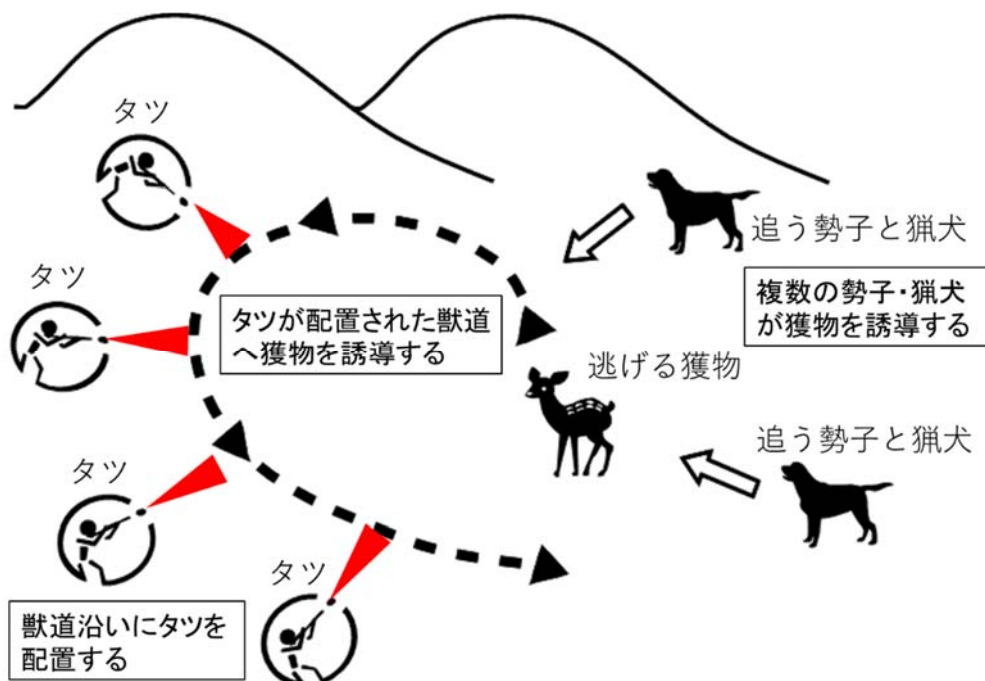 タツ
追う勢子と猟犬
タツ
複数の勢子・猟犬
が獲物を誘導する
タツが配置された獣道
へ獲物を誘導する
逃げる獲物
追う勢子と猟犬
タツ
タツ
獣道沿いにタツを
配置する